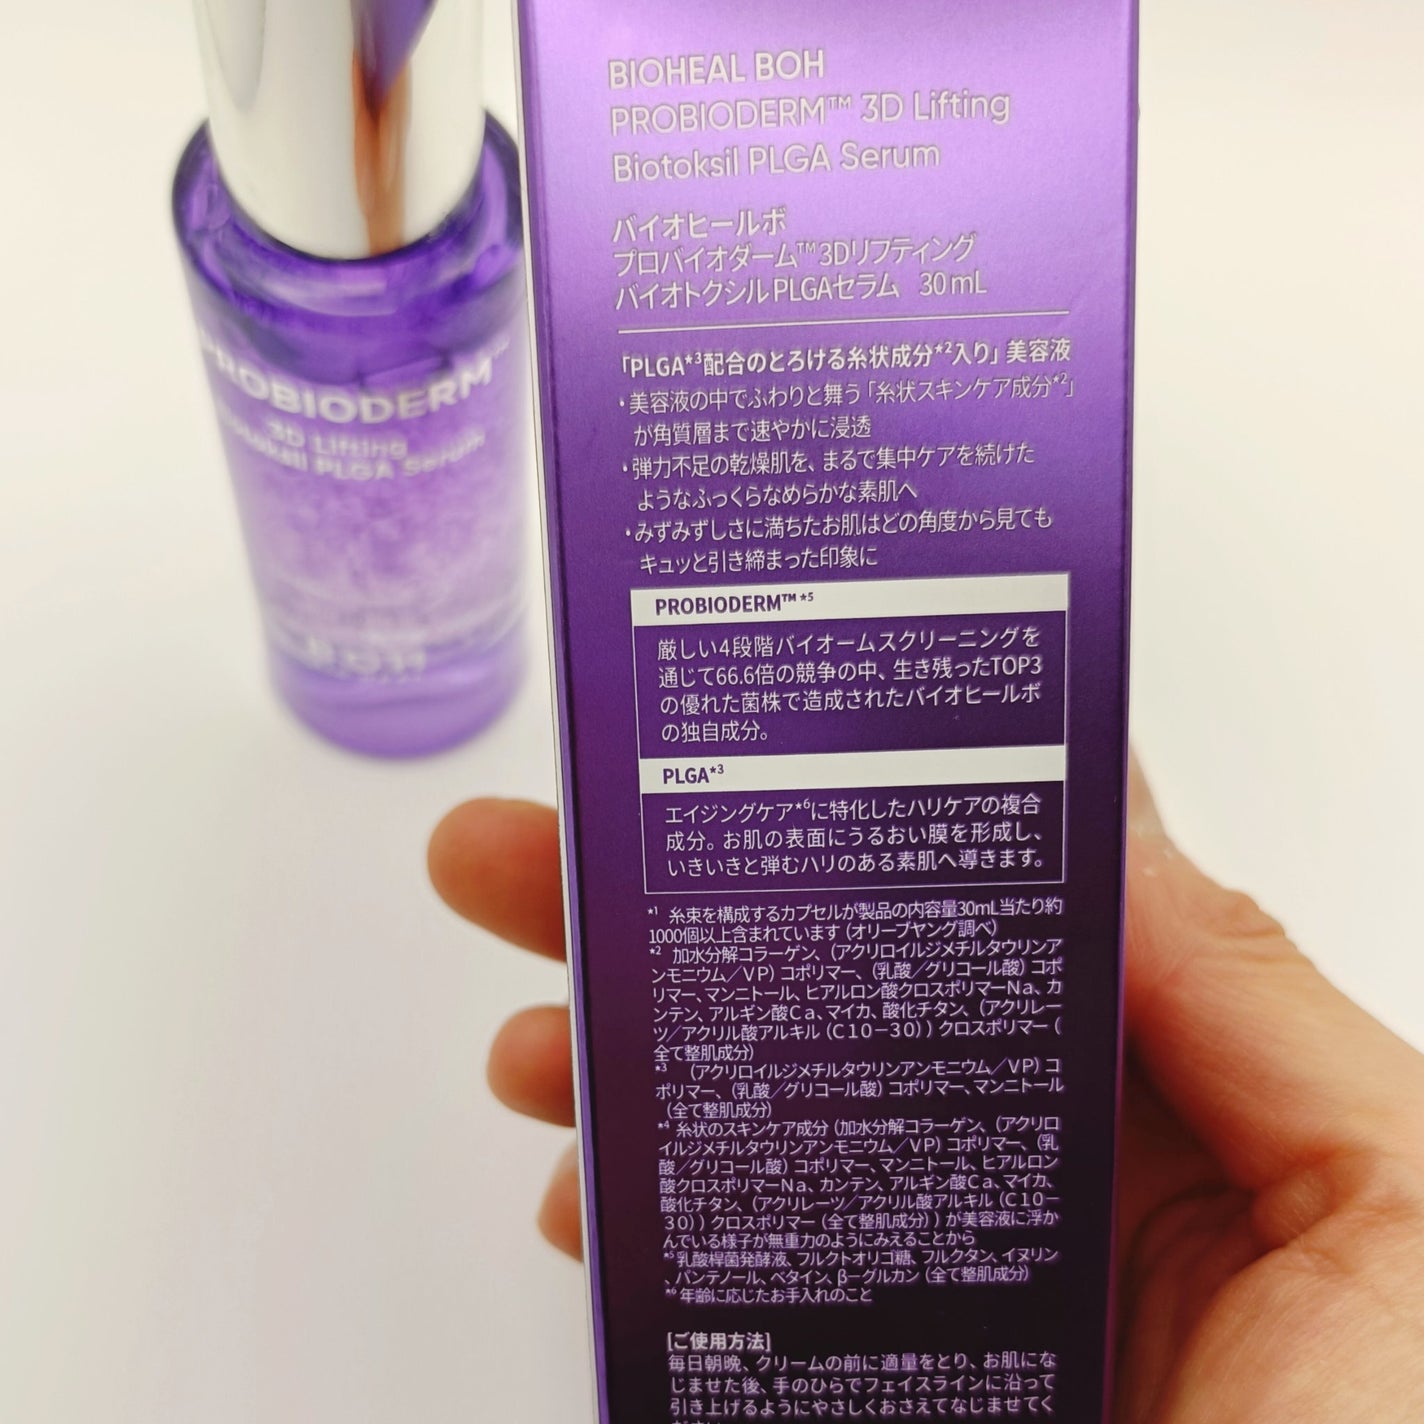 PROBIODERM™
3D Lifting
Biotoksil PLGA Serum
BIOHEAL BOH
PROBIODERM™ 3D Lifting
Biotoksil PLGA Serum
バイオヒールボ
プロバイオダーム™3Dリフティング
バイオトクシルPLGAセラム 30mL
「PLGA*3配合のとろける糸状成分*2入り」美容液
・美容液の中でふわりと舞う「糸状スキンケア成分*2」
が角質層まで速やかに浸透
・弾力不足の乾燥肌を、まるで集中ケアを続けた
ようなふっくらなめらかな素肌へ
・みずみずしさに満ちたお肌はどの角度から見ても
キュッと引き締まった印象に
PROBIODERM™*5
厳しい4段階バイオームスクリーニングを
通じて66.6倍の競争の中、生き残ったTOP3
の優れた菌株で造成されたバイオヒールボ
の独自成分。
PLGA*3
エイジングケア*6に特化したハリケアの複合
成分。お肌の表面にうるおい膜を形成し、
いきいきと弾むハリのある素肌へ導きます。
*1 糸束を構成するカプセルが製品の内容量30mL当たり約
1000個以上含まれています（オリーブヤング調べ）
*2 加水分解コラーゲン、（アクリロイルジメチルタウリンア
ンモニウム／VP）コポリマー、（乳酸／グリコール酸）コポ
リマー、マンニトール、ヒアルロン酸クロスポリマーNa、カ
ンテン、アルギン酸Ca、マイカ、酸化チタン、（アクリレー
ツ／アクリル酸アルキル（C10－30））クロスポリマー（
全て整肌成分）
*3 （アクリロイルジメチルタウリンアンモニウム／VP）コ
ポリマー、（乳酸／グリコール酸）コポリマー、マンニトール
（全て整肌成分）
*4 糸状のスキンケア成分（加水分解コラーゲン、（アクリロ
イルジメチルタウリンアンモニウム／VP）コポリマー、（乳
酸／グリコール酸）コポリマー、マンニトール、ヒアルロン
酸クロスポリマーNa、カンテン、アルギン酸Ca、マイカ、
酸化チタン、（アクリレーツ／アクリル酸アルキル（C10－
30））クロスポリマー（全て整肌成分））が美容液に浮か
んでいる様子が無重力のようにみえることから
*5 乳酸桿菌発酵液、フルクトオリゴ糖、フルクタン、イヌリン
、パンテノール、ベタイン、β－グルカン（全て整肌成分）
*6 年齢に応じたお手入れのこと
[ご使用方法]
毎日朝晩、クリームの前に適量をとり、お肌にな
じませた後、手のひらでフェイスラインに沿って
引き上げるようにやさしくおさえてなじませてく